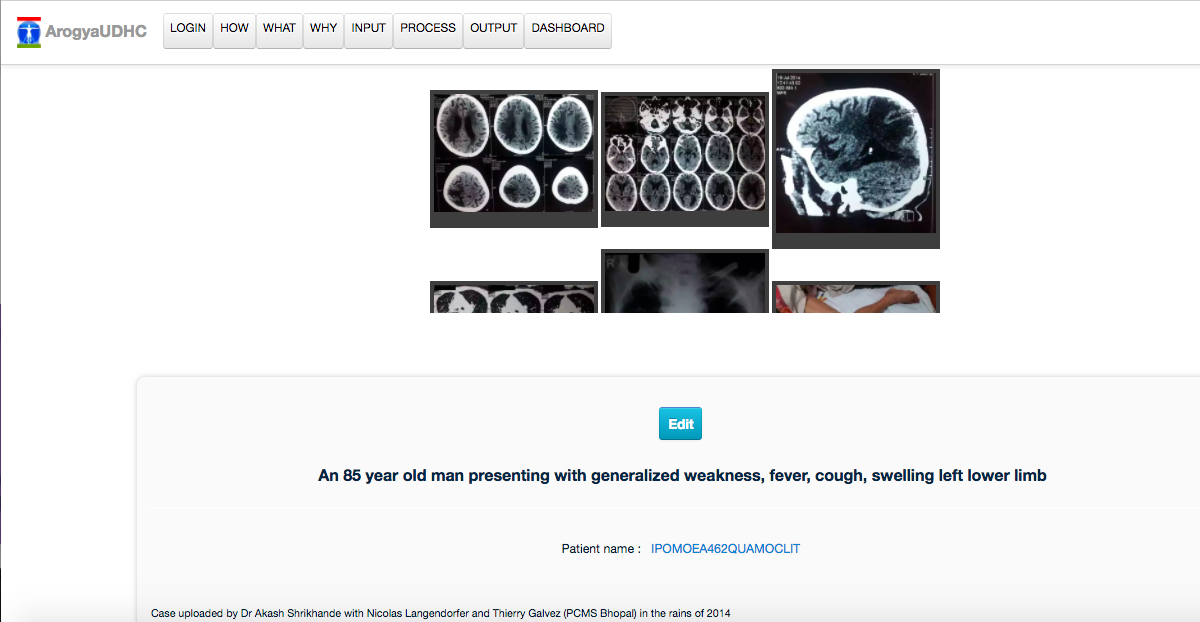 ArogyaUDHC
LOGIN HOW WHAT WHY INPUT PROCESS OUTPUT DASHBOARD
R
Edit
An 85 year old man presenting with generalized weakness, fever, cough, swelling left lower limb
Patient name : IPOMOEA462QUAMOCLIT
Case uploaded by Dr Akash Shrikhande with Nicolas Langendorfer and Thierry Galvez (PCMS Bhopal) in the rains of 2014